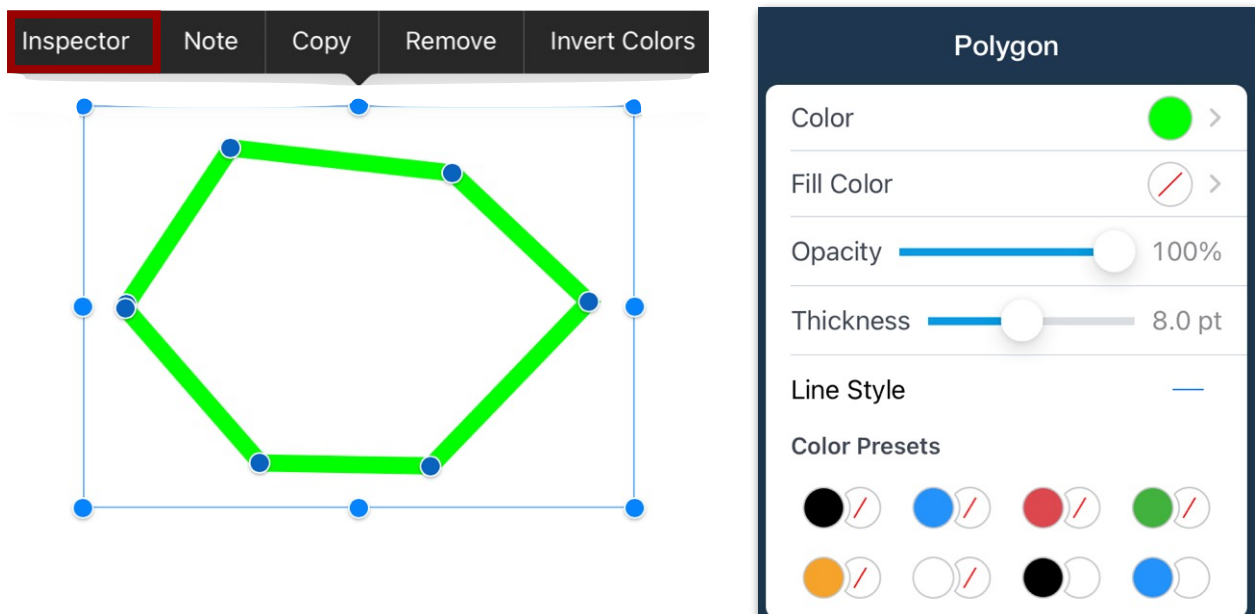 Inspector Note Copy Remove Invert Colors
Polygon
Color
Fill Color
Opacity 100%
Thickness 8.0 pt
Line Style
Color Presets